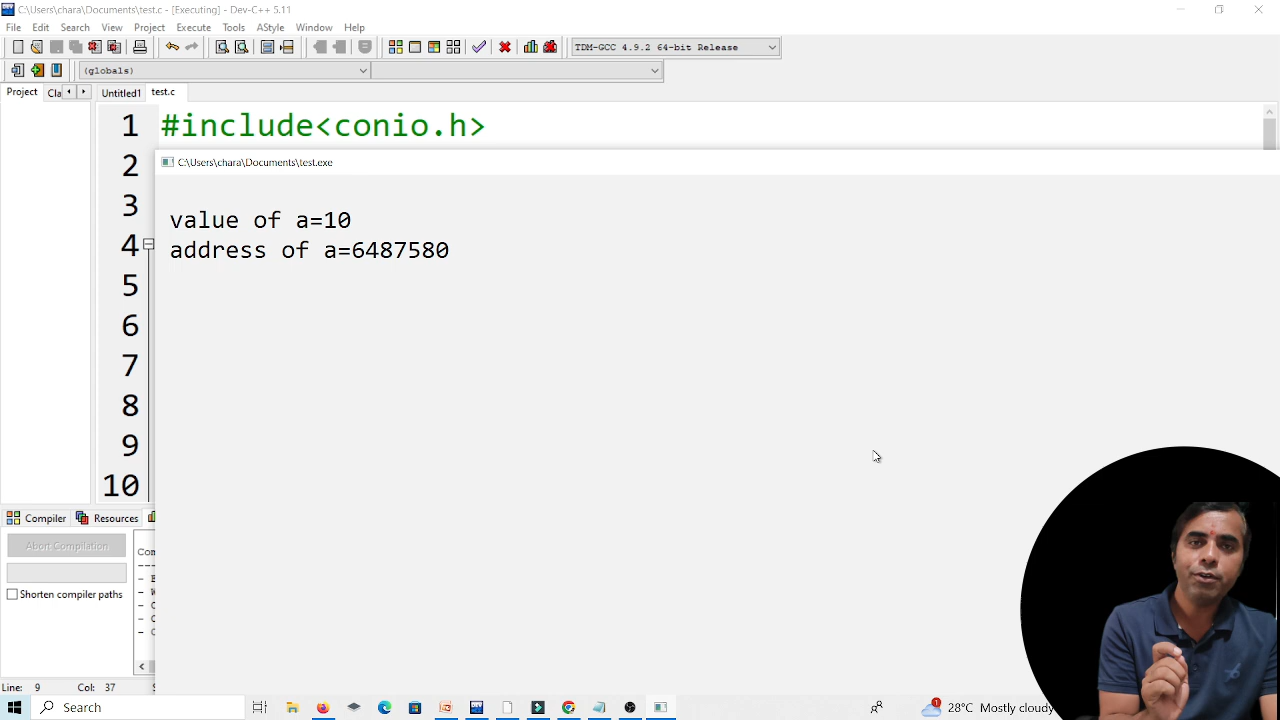 C:\Users\chara\Documents\test.c - [Executing] - Dev-C++ 5.11
File Edit Search View Project Execute Tools AStyle Window Help
TDM-GCC 4.9.2 64-bit Release
(globals)
Project Cla Untitled1 test.c
1 #include<conio.h>
2
C:\Users\chara\Documents\test.exe
3
value of a=10
4
address of a=6487580
5
6
7
8
9
10
Compiler Resources
Abort Compilation
Shorten compiler paths
Line: 9 Col: 37
Search
1 28°C Mostly cloudy